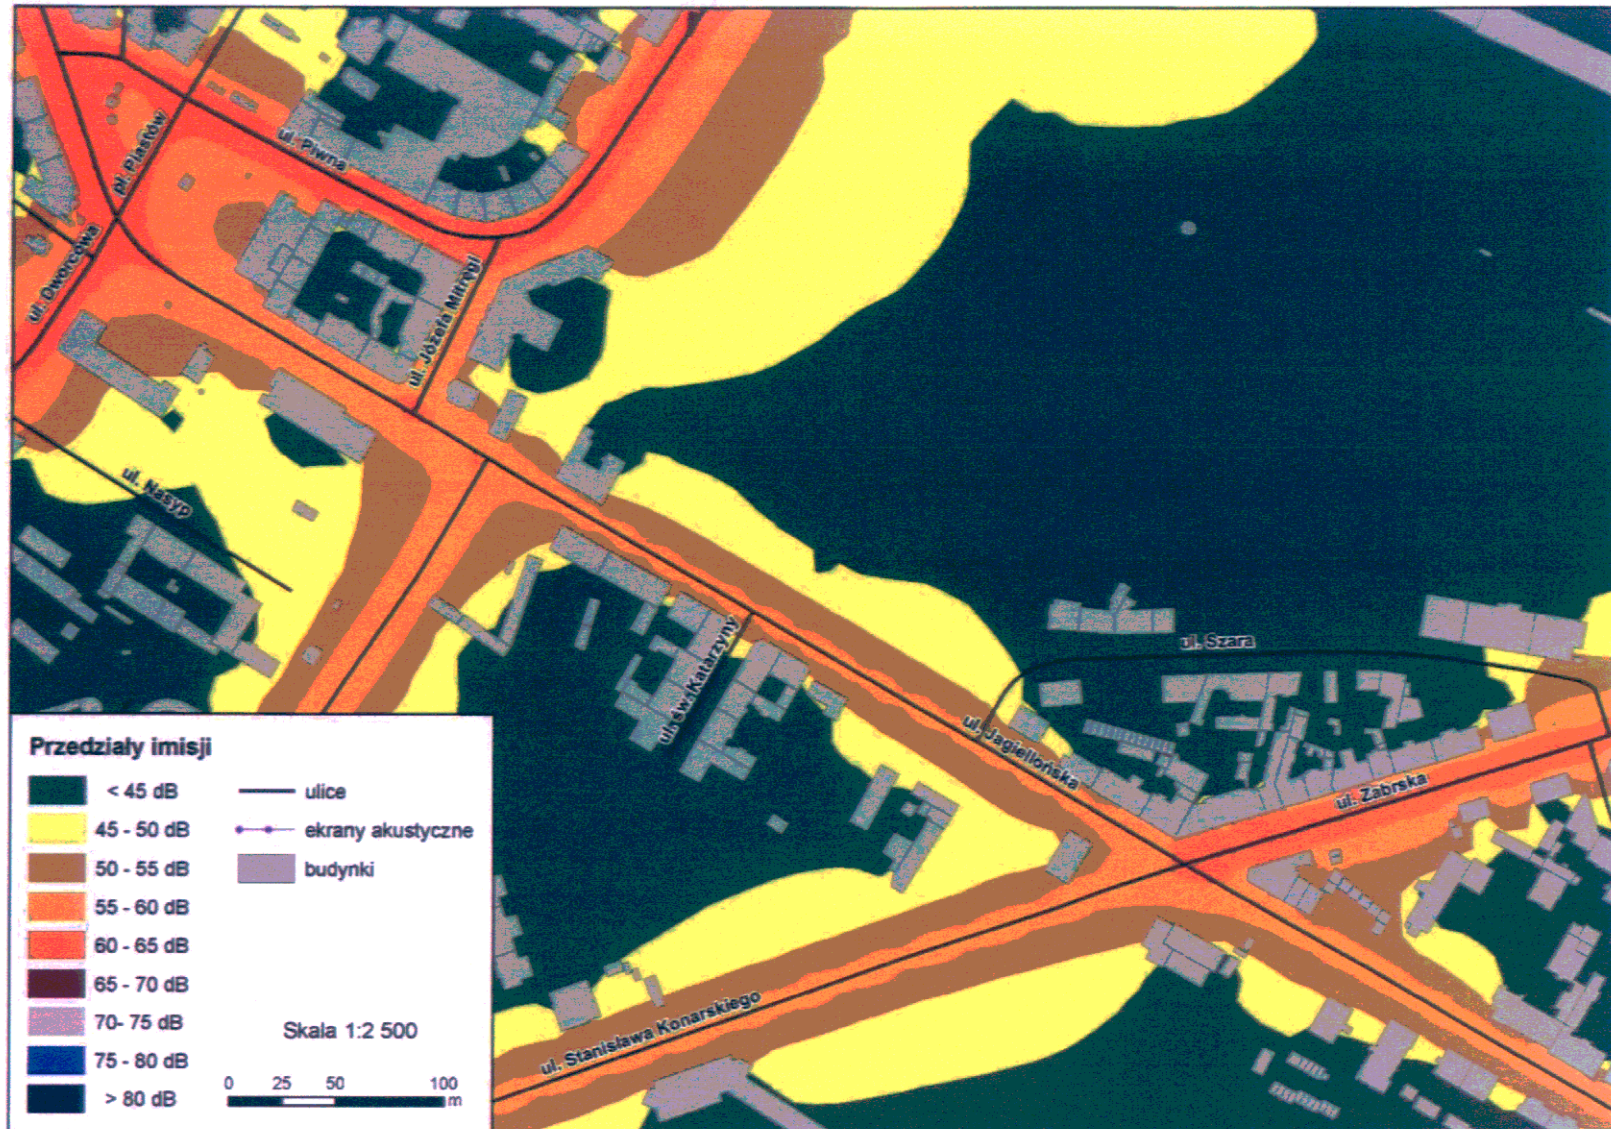 ul. Piwna
pl. Piastów
ul. Dworcowa
ul. Józefa Mitręgi
ul. Nasyp
ul. św. Katarzyny
ul. Szara
ul. Jagiellońska
ul. Zabrska
ul. Stanisława Konarskiego
Przedziały imisji
< 45 dB
45 - 50 dB
50 - 55 dB
55 - 60 dB
60 - 65 dB
65 - 70 dB
70- 75 dB
75 - 80 dB
> 80 dB
ulice
ekrany akustyczne
budynki
Skala 1:2 500
0 25 50 100
m